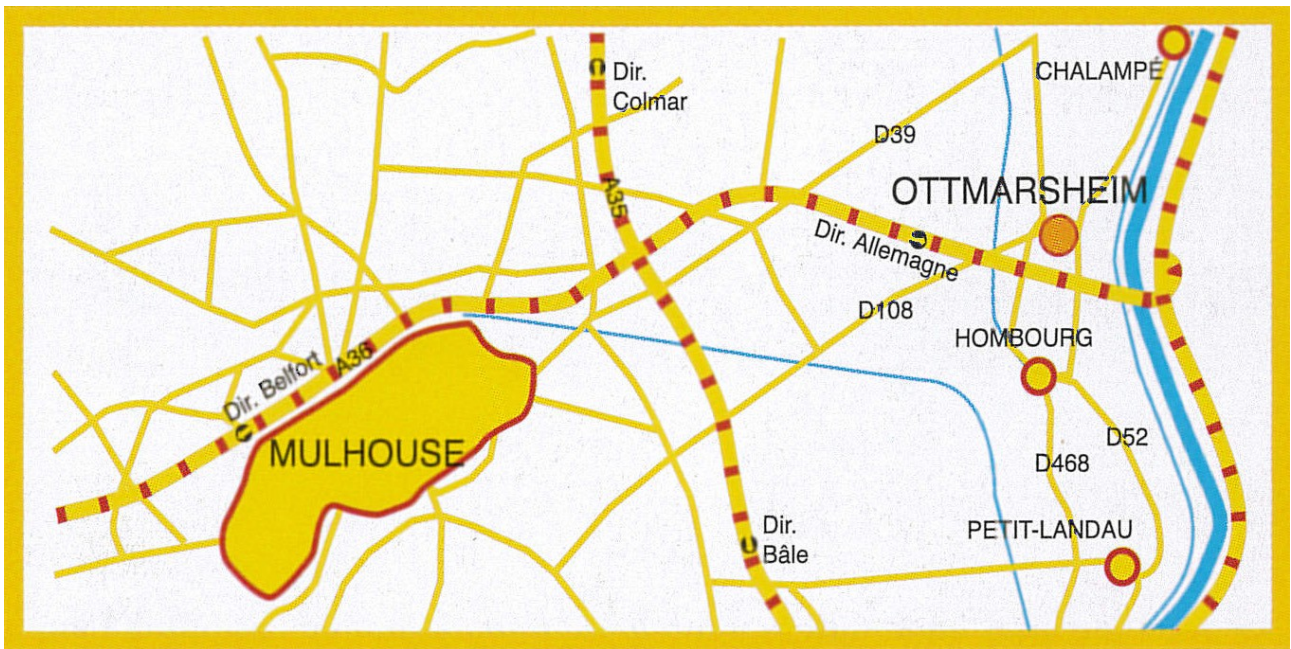 CHALAMPÉ
Dir.
Colmar
D39
A35
OTTMARSHEIM
Dir. Allemagne
D108
HOMBOURG
A36
Dir. Belfort
MULHOUSE
D52
D468
Dir.
Bâle
PETIT-LANDAU